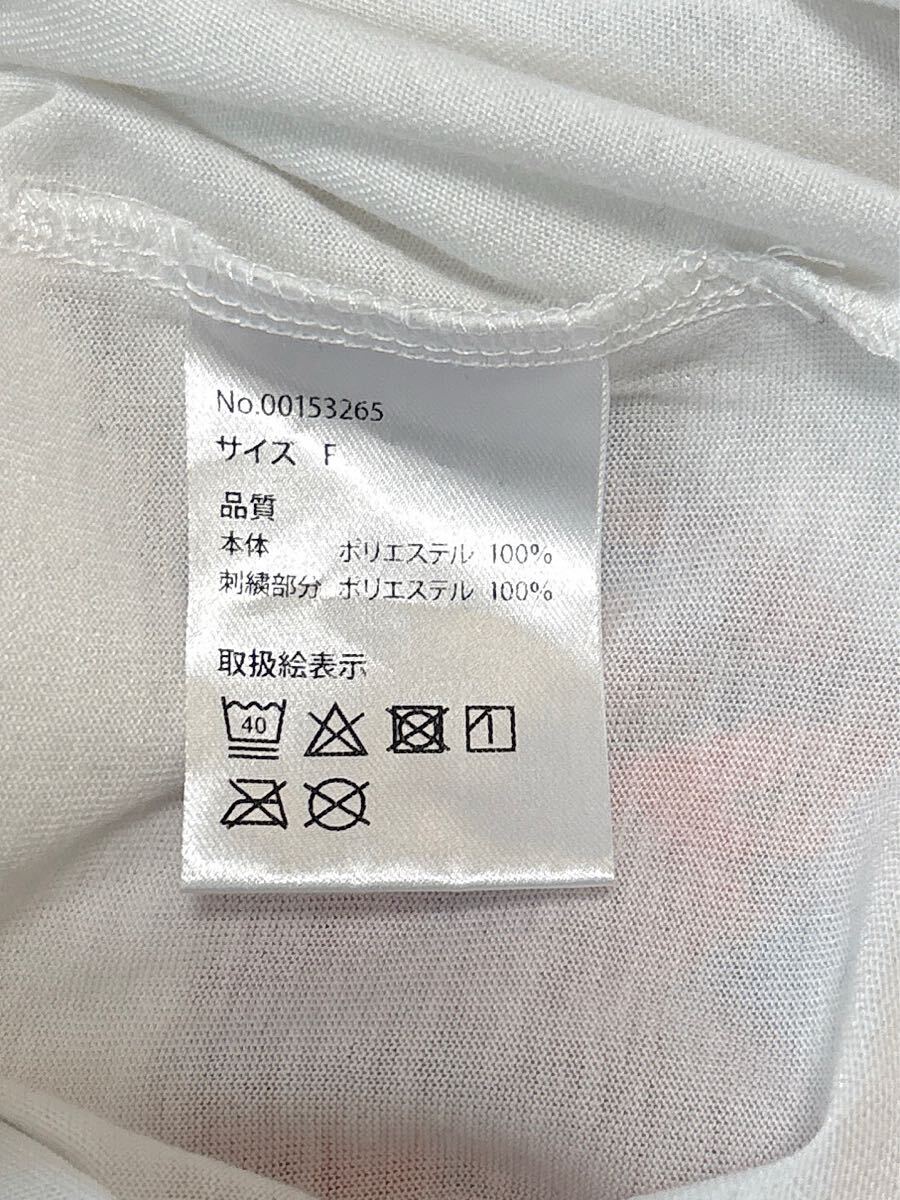 No.00153265
サイズ F
品質
本体 ポリエステル 100%
刺繍部分 ポリエステル 100%
取扱絵表示
40